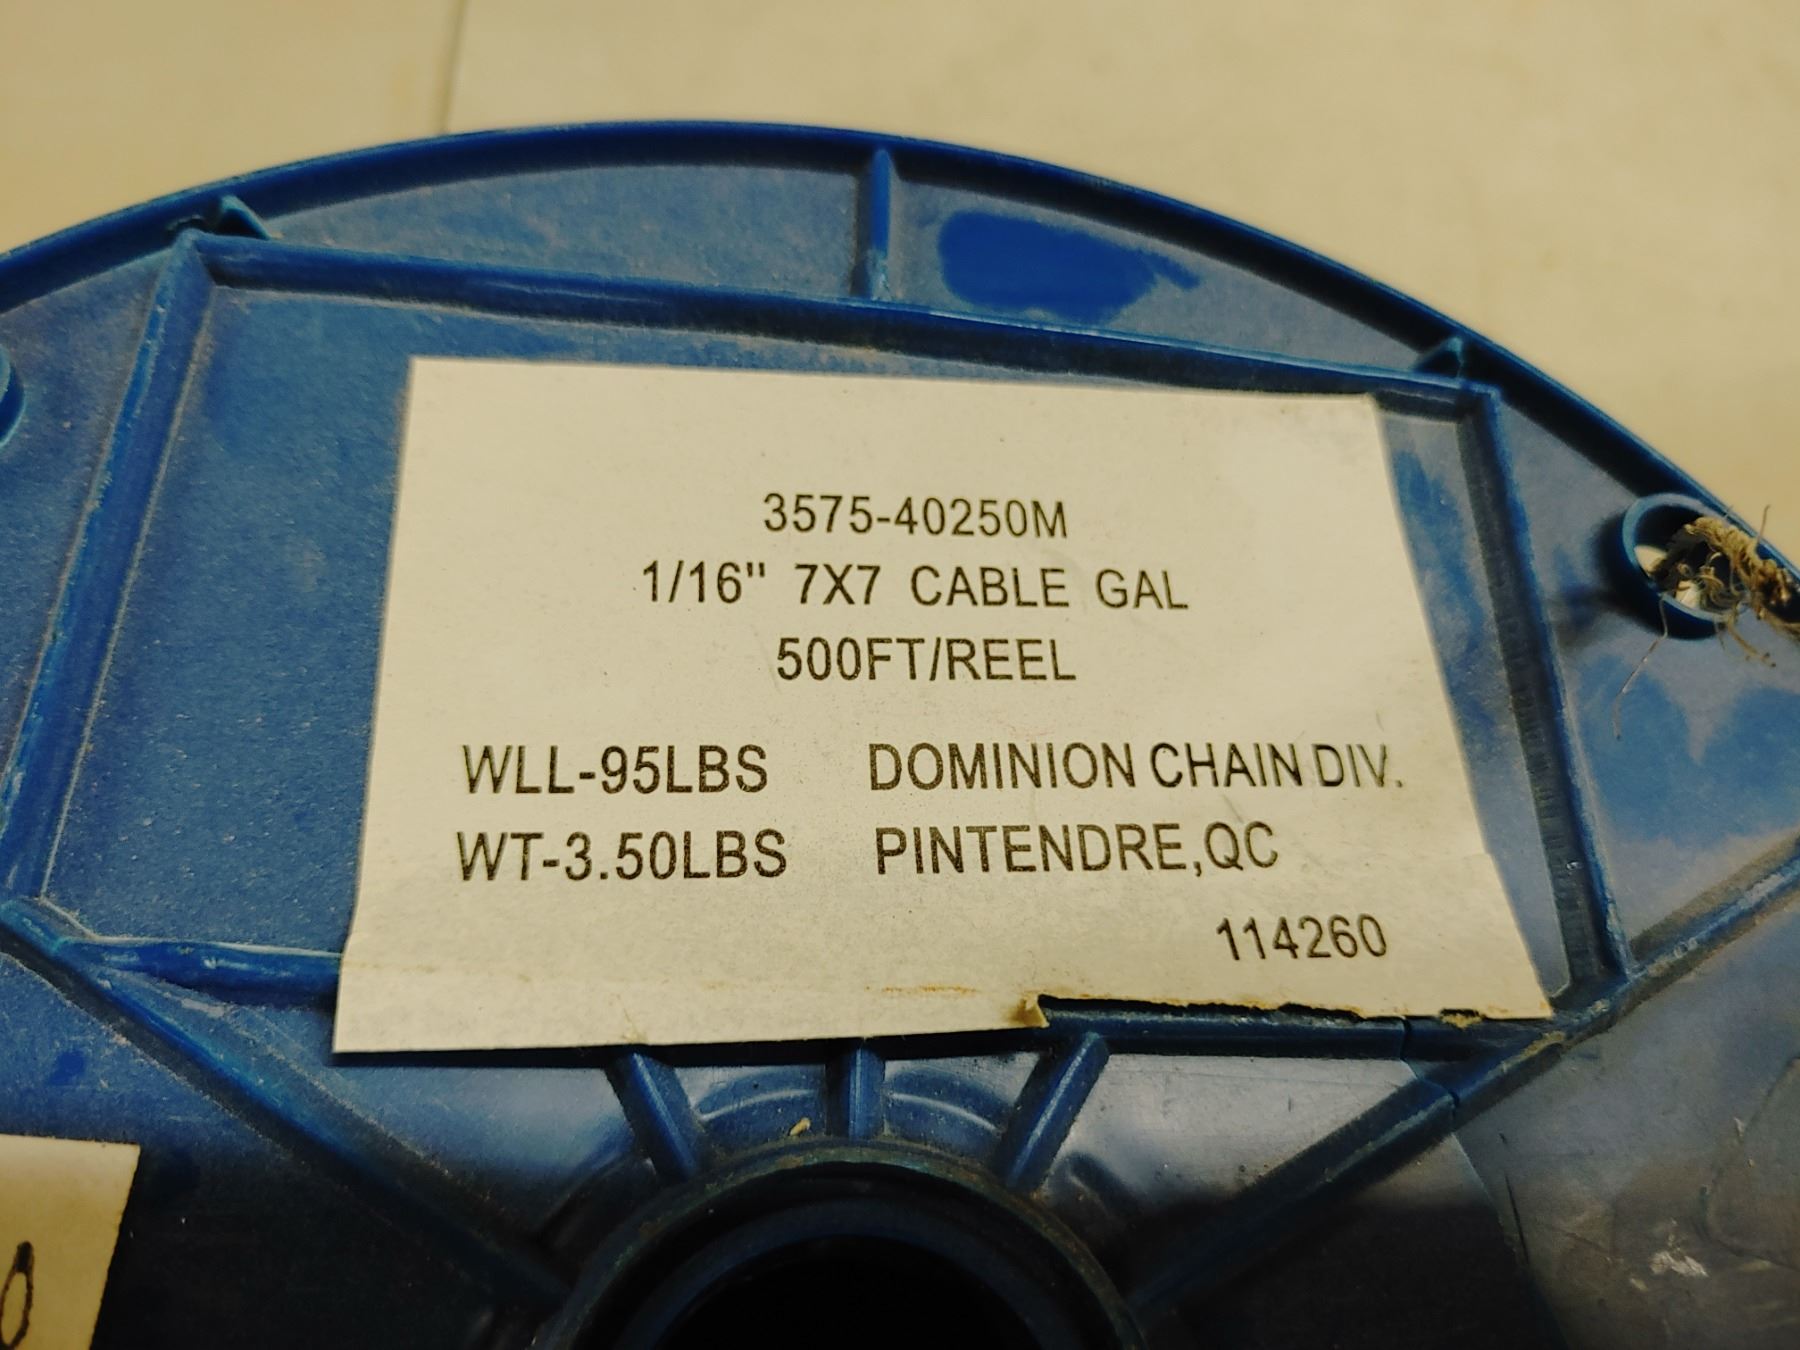 3575-40250M
1/16" 7X7 CABLE GAL
500FT/REEL
WLL-95LBS DOMINION CHAIN DIV.
WT-3.50LBS PINTENDRE,QC
114260
0